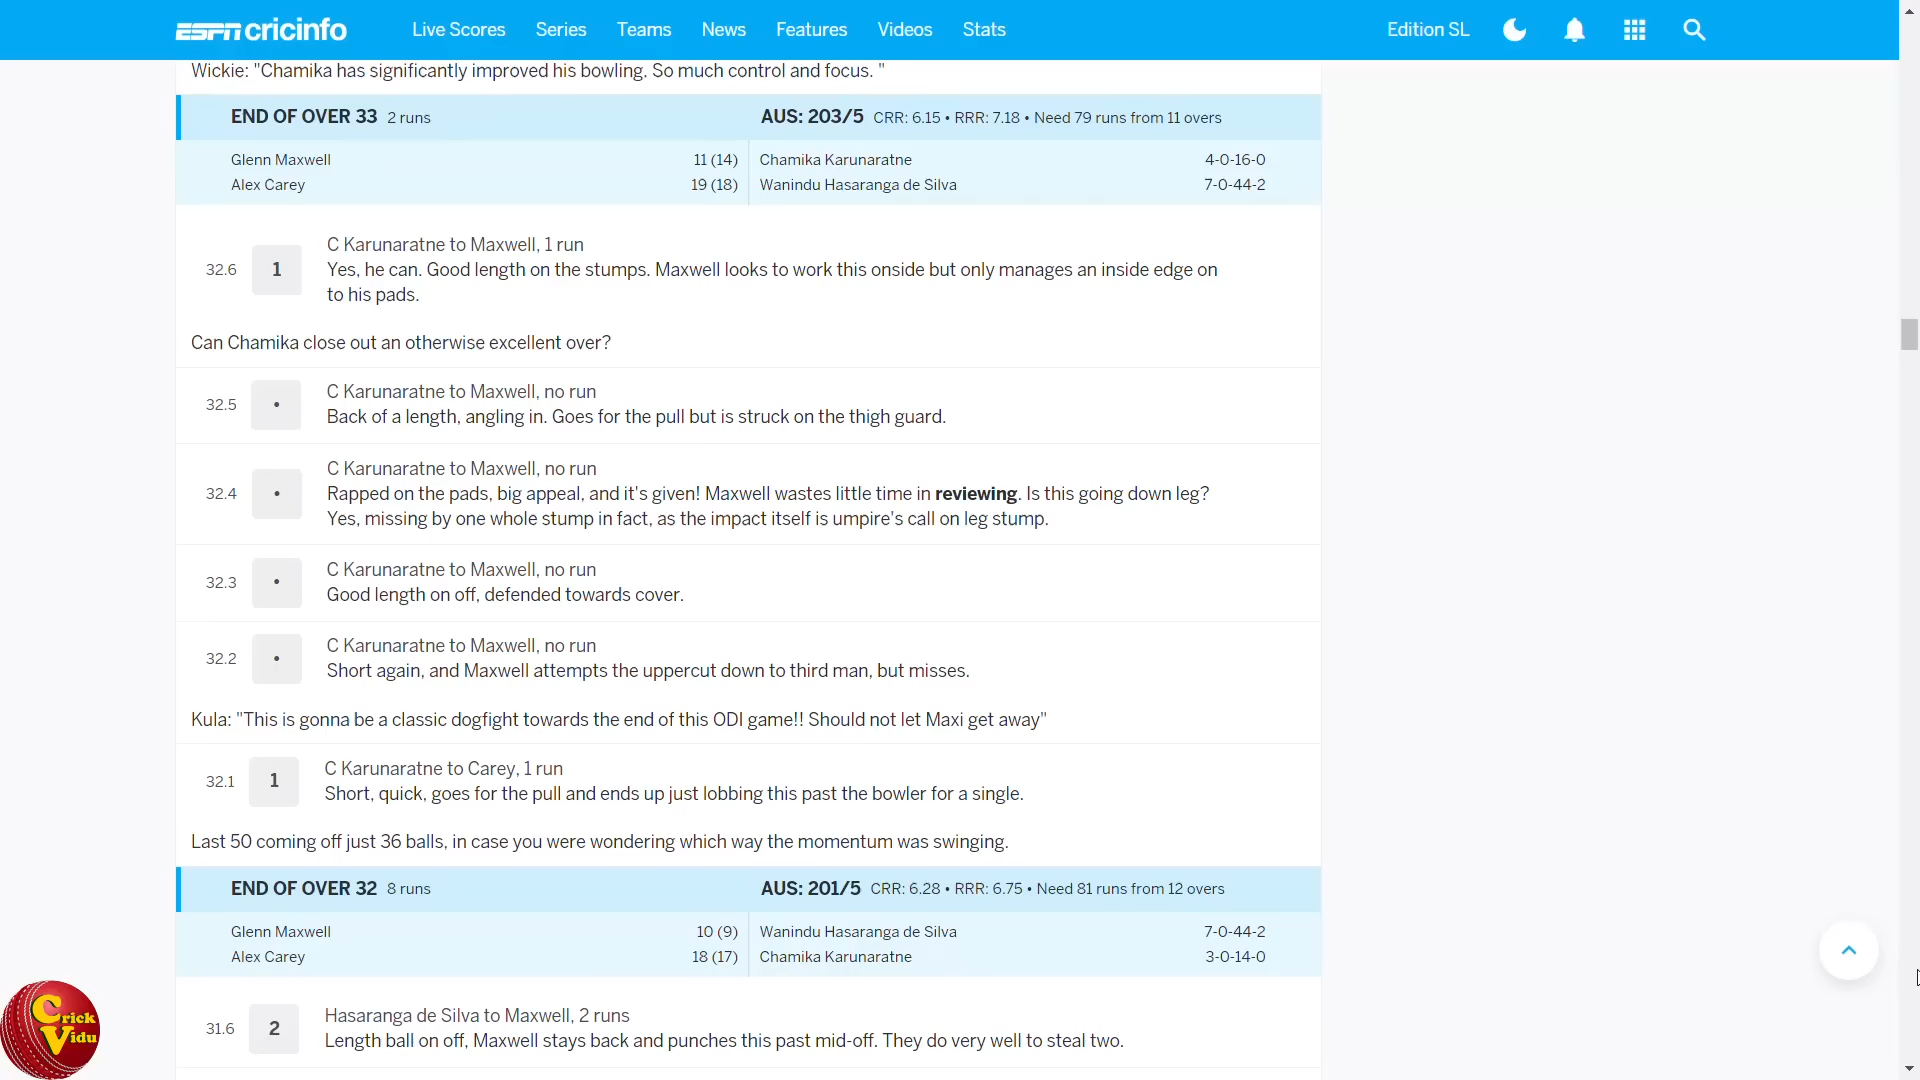 ESPN cricinfo Live Scores Series Teams News Features Videos Stats Edition SL
Wickie: "Chamika has significantly improved his bowling. So much control and focus. "
END OF OVER 33 2 runs AUS: 203/5 CRR: 6.15 • RRR: 7.18 • Need 79 runs from 11 overs
Glenn Maxwell 11 (14) Chamika Karunaratne 4-0-16-0
Alex Carey 19 (18) Wanindu Hasaranga de Silva 7-0-44-2
C Karunaratne to Maxwell, 1 run
32.6 1 Yes, he can. Good length on the stumps. Maxwell looks to work this onside but only manages an inside edge on
to his pads.
Can Chamika close out an otherwise excellent over?
C Karunaratne to Maxwell, no run
32.5 • Back of a length, angling in. Goes for the pull but is struck on the thigh guard.
C Karunaratne to Maxwell, no run
32.4 • Rapped on the pads, big appeal, and it's given! Maxwell wastes little time in reviewing. Is this going down leg?
Yes, missing by one whole stump in fact, as the impact itself is umpire's call on leg stump.
C Karunaratne to Maxwell, no run
32.3 • Good length on off, defended towards cover.
C Karunaratne to Maxwell, no run
32.2 • Short again, and Maxwell attempts the uppercut down to third man, but misses.
Kula: "This is gonna be a classic dogfight towards the end of this ODI game!! Should not let Maxi get away"
C Karunaratne to Carey, 1 run
32.1 1 Short, quick, goes for the pull and ends up just lobbing this past the bowler for a single.
Last 50 coming off just 36 balls, in case you were wondering which way the momentum was swinging.
END OF OVER 32 8 runs AUS: 201/5 CRR: 6.28 • RRR: 6.75 • Need 81 runs from 12 overs
Glenn Maxwell 10 (9) Wanindu Hasaranga de Silva 7-0-44-2
Alex Carey 18 (17) Chamika Karunaratne 3-0-14-0
Hasaranga de Silva to Maxwell, 2 runs
31.6 2 Length ball on off, Maxwell stays back and punches this past mid-off. They do very well to steal two.
Crick
Vidu